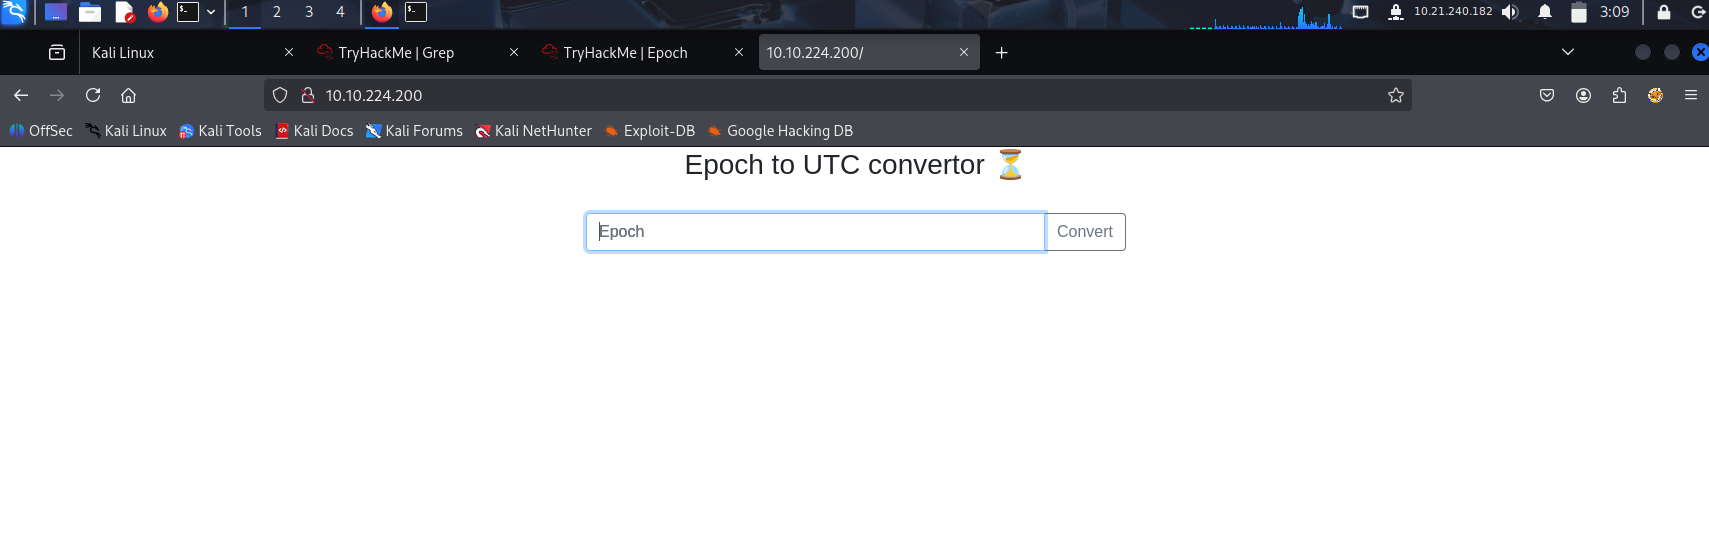 1 2 3 4 10.21.240.182 3:09
Kali Linux TryHackMe | Grep TryHackMe | Epoch 10.10.224.200/
10.10.224.200
OffSec Kali Linux Kali Tools Kali Docs Kali Forums Kali NetHunter Exploit-DB Google Hacking DB
Epoch to UTC convertor ⏳
Epoch Convert